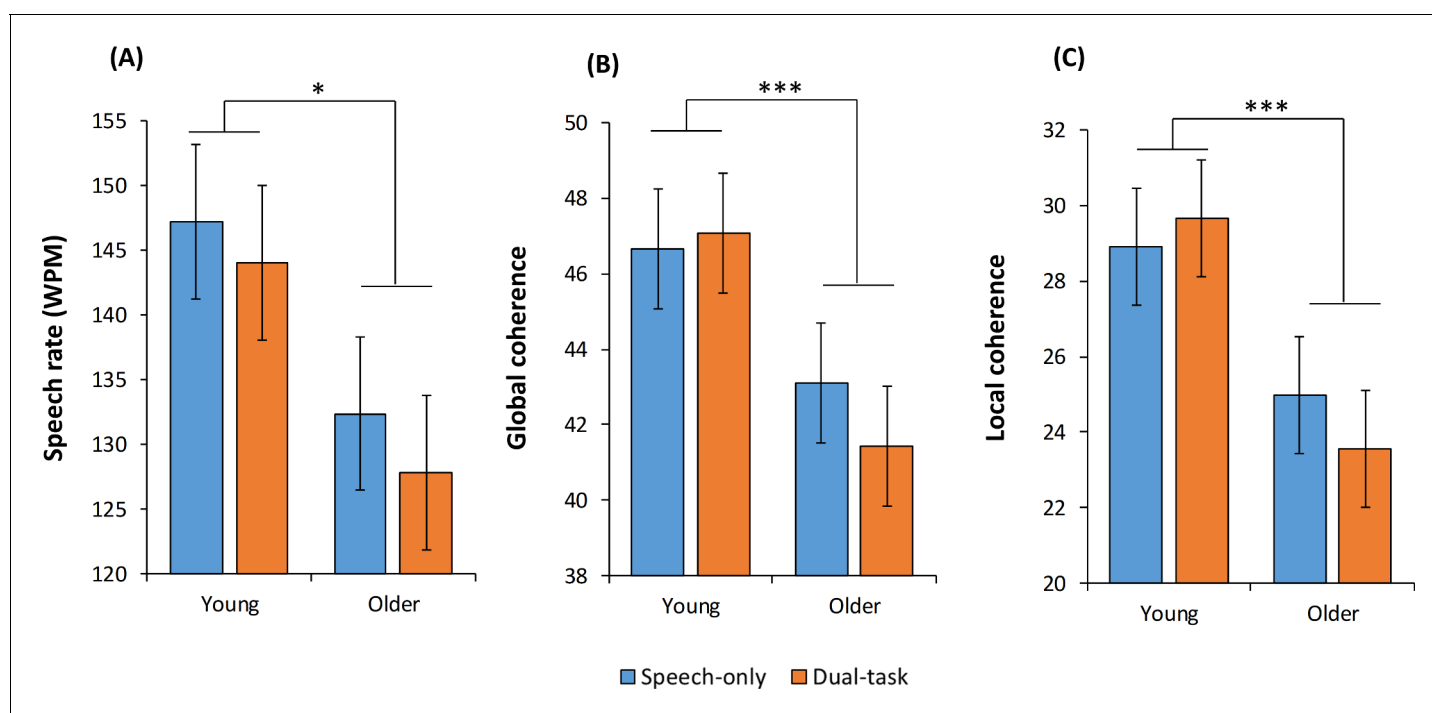 (A)
*
155
150
145
140
135
130
125
120
Speech rate (WPM)
Young Older
(B)
***
50
48
46
44
42
40
38
Global coherence
Young Older
(C)
***
32
30
28
26
24
22
20
Local coherence
Young Older
Speech-only Dual-task